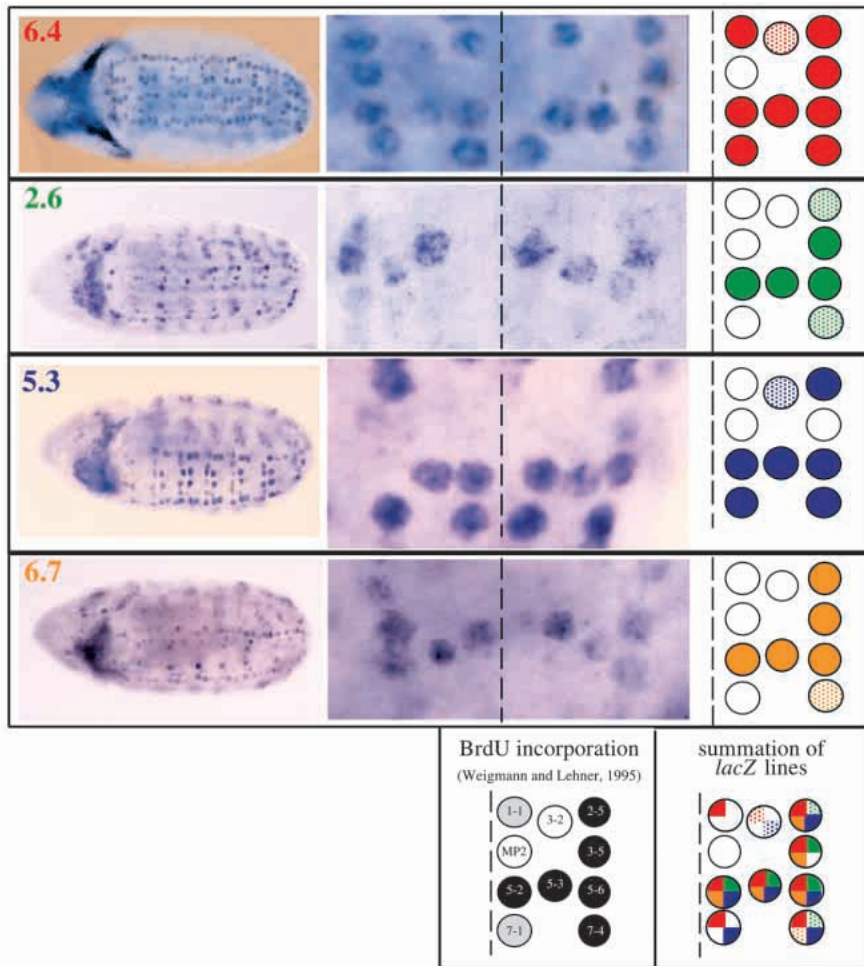 6.4
2.6
5.3
6.7
BrdU incorporation
(Weigmann and Lehner, 1995)
1-1
3-2
2-5
MP2
3-5
5-2
5-3
5-6
7-1
7-4
summation of
lacZ lines